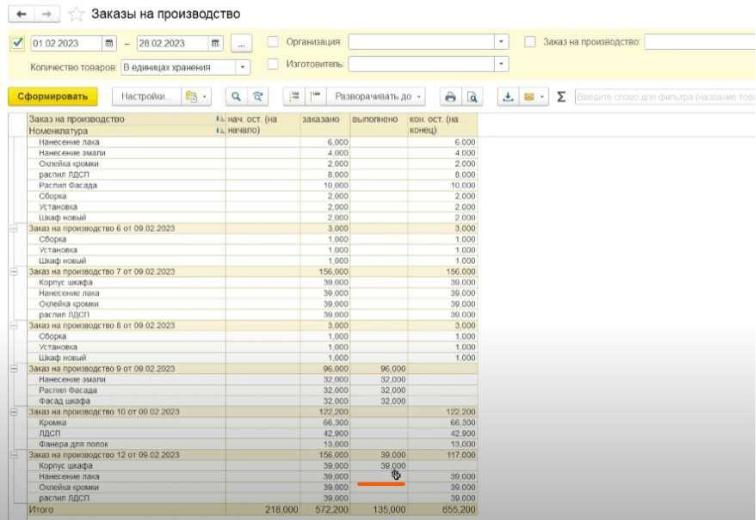 Заказы на производство
01.02.2023 – 28.02.2023 ... Организация: Заказ на производство:
Количество товаров: В единицах хранения Изготовитель:
Сформировать Настройки... Разворачивать до Σ Введите слово для фильтра (название това
Заказ на производство нач. ост. (на начало) заказано выполнено кон. ост. (на конец)
Номенклатура
Нанесение лака 6,000 6,000
Нанесение эмали 4,000 4,000
Оклейка кромки 2,000 2,000
распил ЛДСП 8,000 8,000
Распил Фасада 10,000 10,000
Сборка 2,000 2,000
Установка 2,000 2,000
Шкаф новый 2,000 2,000
Заказ на производство 6 от 09.02.2023 3,000 3,000
Сборка 1,000 1,000
Установка 1,000 1,000
Шкаф новый 1,000 1,000
Заказ на производство 7 от 09.02.2023 156,000 156,000
Корпус шкафа 39,000 39,000
Нанесение лака 39,000 39,000
Оклейка кромки 39,000 39,000
распил ЛДСП 39,000 39,000
Заказ на производство 8 от 09.02.2023 3,000 3,000
Сборка 1,000 1,000
Установка 1,000 1,000
Шкаф новый 1,000 1,000
Заказ на производство 9 от 09.02.2023 96,000 96,000
Нанесение эмали 32,000 32,000
Распил Фасада 32,000 32,000
Фасад шкафа 32,000 32,000
Заказ на производство 10 от 09.02.2023 122,200 122,200
Кромка 66,300 66,300
ЛДСП 42,900 42,900
Фанера для полок 13,000 13,000
Заказ на производство 12 от 09.02.2023 156,000 39,000 117,000
Корпус шкафа 39,000 39,000
Нанесение лака 39,000 39,000
Оклейка кромки 39,000 39,000
распил ЛДСП 39,000 39,000
Итого 218,000 572,200 135,000 655,200